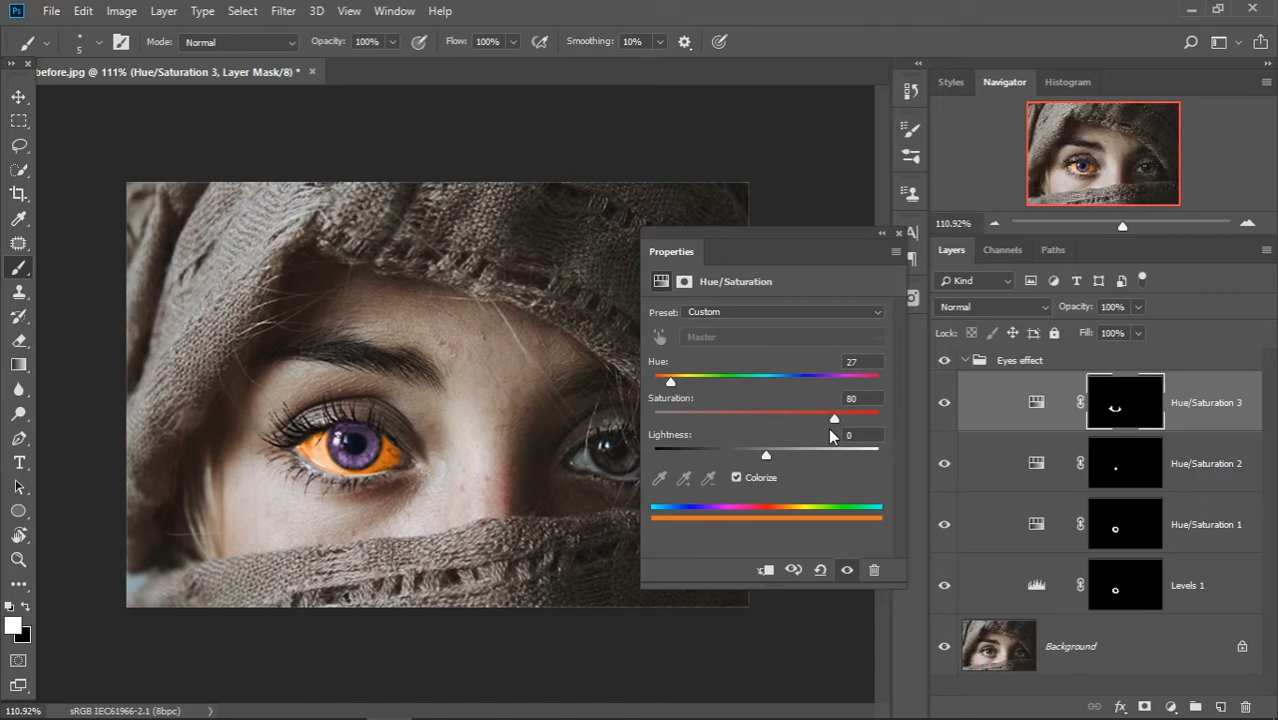 Ps File Edit Image Layer Type Select Filter 3D View Window Help
5 Mode: Normal Opacity: 100% Flow: 100% Smoothing: 10%
before.jpg @ 111% (Hue/Saturation 3, Layer Mask/8) *
Styles Navigator Histogram
110.92%
Properties
Hue/Saturation
Preset: Custom
Master
Hue: 27
Saturation: 80
Lightness: 0
Colorize
Layers Channels Paths
Kind
Normal Opacity: 100%
Lock: Fill: 100%
Eyes effect
Hue/Saturation 3
Hue/Saturation 2
Hue/Saturation 1
Levels 1
Background
fx
110.92% sRGB IEC61966-2.1 (8bpc)